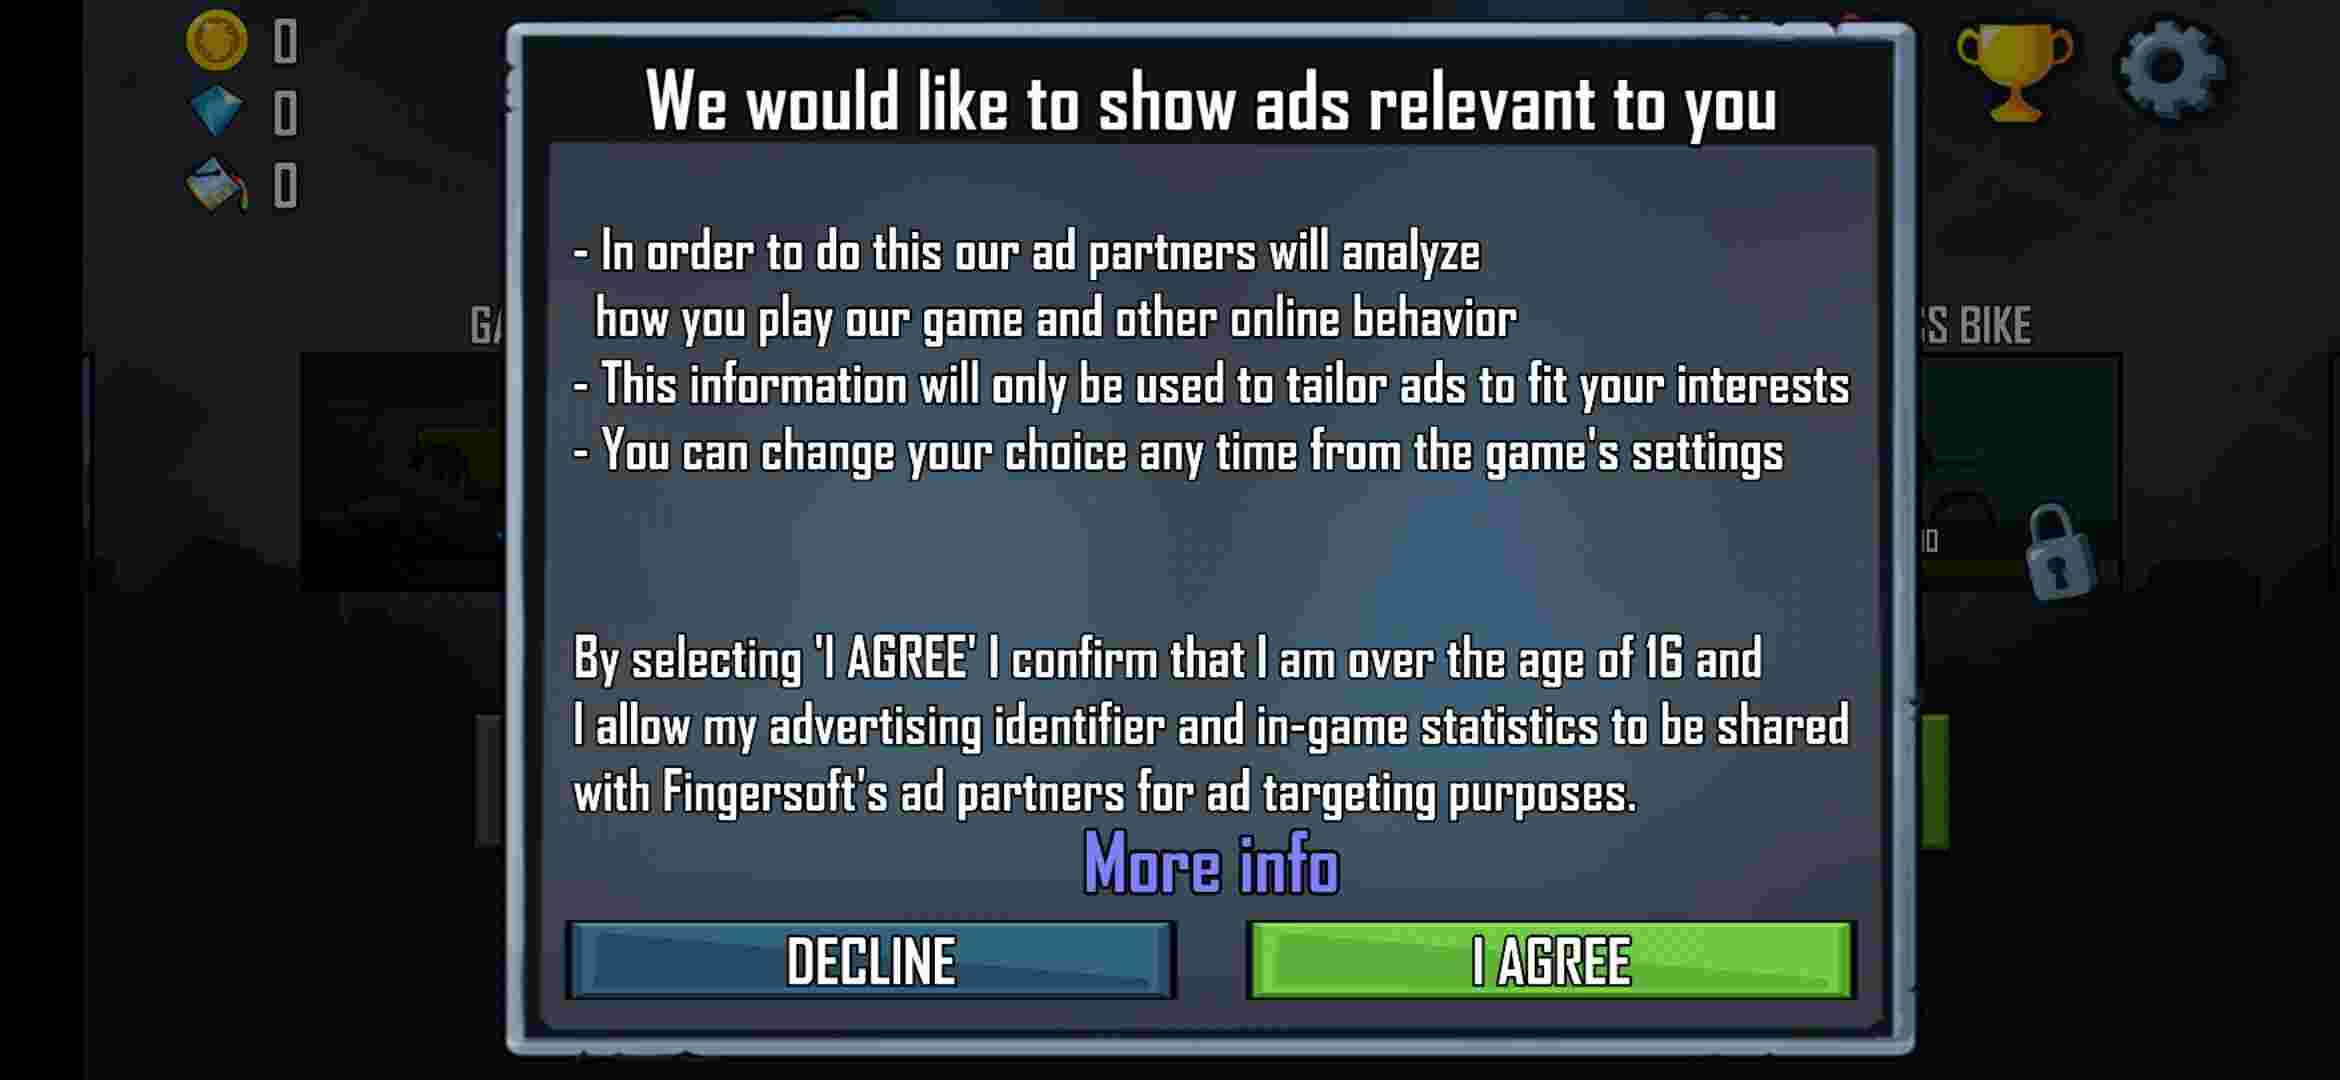 0
0
0
We would like to show ads relevant to you
- In order to do this our ad partners will analyze
how you play our game and other online behavior
- This information will only be used to tailor ads to fit your interests
- You can change your choice any time from the game's settings
BIKE
By selecting 'I AGREE' I confirm that I am over the age of 16 and
I allow my advertising identifier and in-game statistics to be shared
with Fingersoft's ad partners for ad targeting purposes.
More info
DECLINE
I AGREE